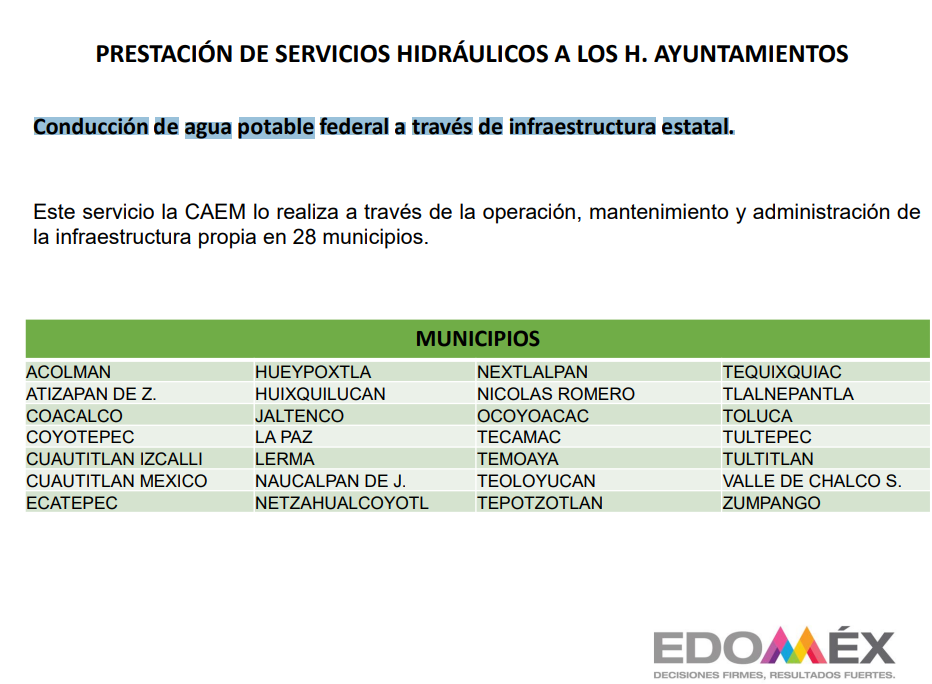 PRESTACIÓN DE SERVICIOS HIDRÁULICOS A LOS H. AYUNTAMIENTOS
Conducción de agua potable federal a través de infraestructura estatal.
Este servicio la CAEM lo realiza a través de la operación, mantenimiento y administración de
la infraestructura propia en 28 municipios.
MUNICIPIOS
ACOLMAN HUEYPOXTLA NEXTLALPAN TEQUIXQUIAC
ATIZAPAN DE Z. HUIXQUILUCAN NICOLAS ROMERO TLALNEPANTLA
COACALCO JALTENCO OCOYOACAC TOLUCA
COYOTEPEC LA PAZ TECAMAC TULTEPEC
CUAUTITLAN IZCALLI LERMA TEMOAYA TULTITLAN
CUAUTITLAN MEXICO NAUCALPAN DE J. TEOLOYUCAN VALLE DE CHALCO S.
ECATEPEC NETZAHUALCOYOTL TEPOTZOTLAN ZUMPANGO
EDOMÉX
DECISIONES FIRMES, RESULTADOS FUERTES.